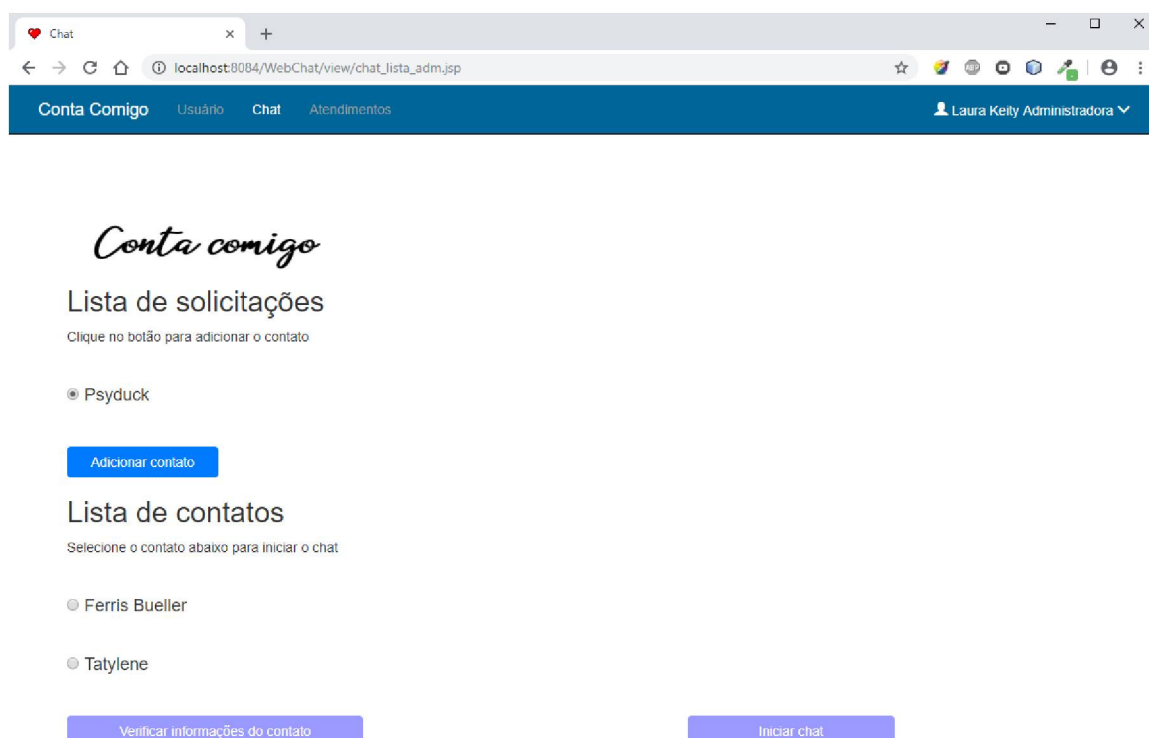 Chat
localhost:8084/WebChat/view/chat_lista_adm.jsp
ABP
Conta Comigo Usuário Chat Atendimentos Laura Keity Administradora
Conta comigo
Lista de solicitações
Clique no botão para adicionar o contato
Psyduck
Adicionar contato
Lista de contatos
Selecione o contato abaixo para iniciar o chat
Ferris Bueller
Tatylene
Verificar informações do contato Iniciar chat